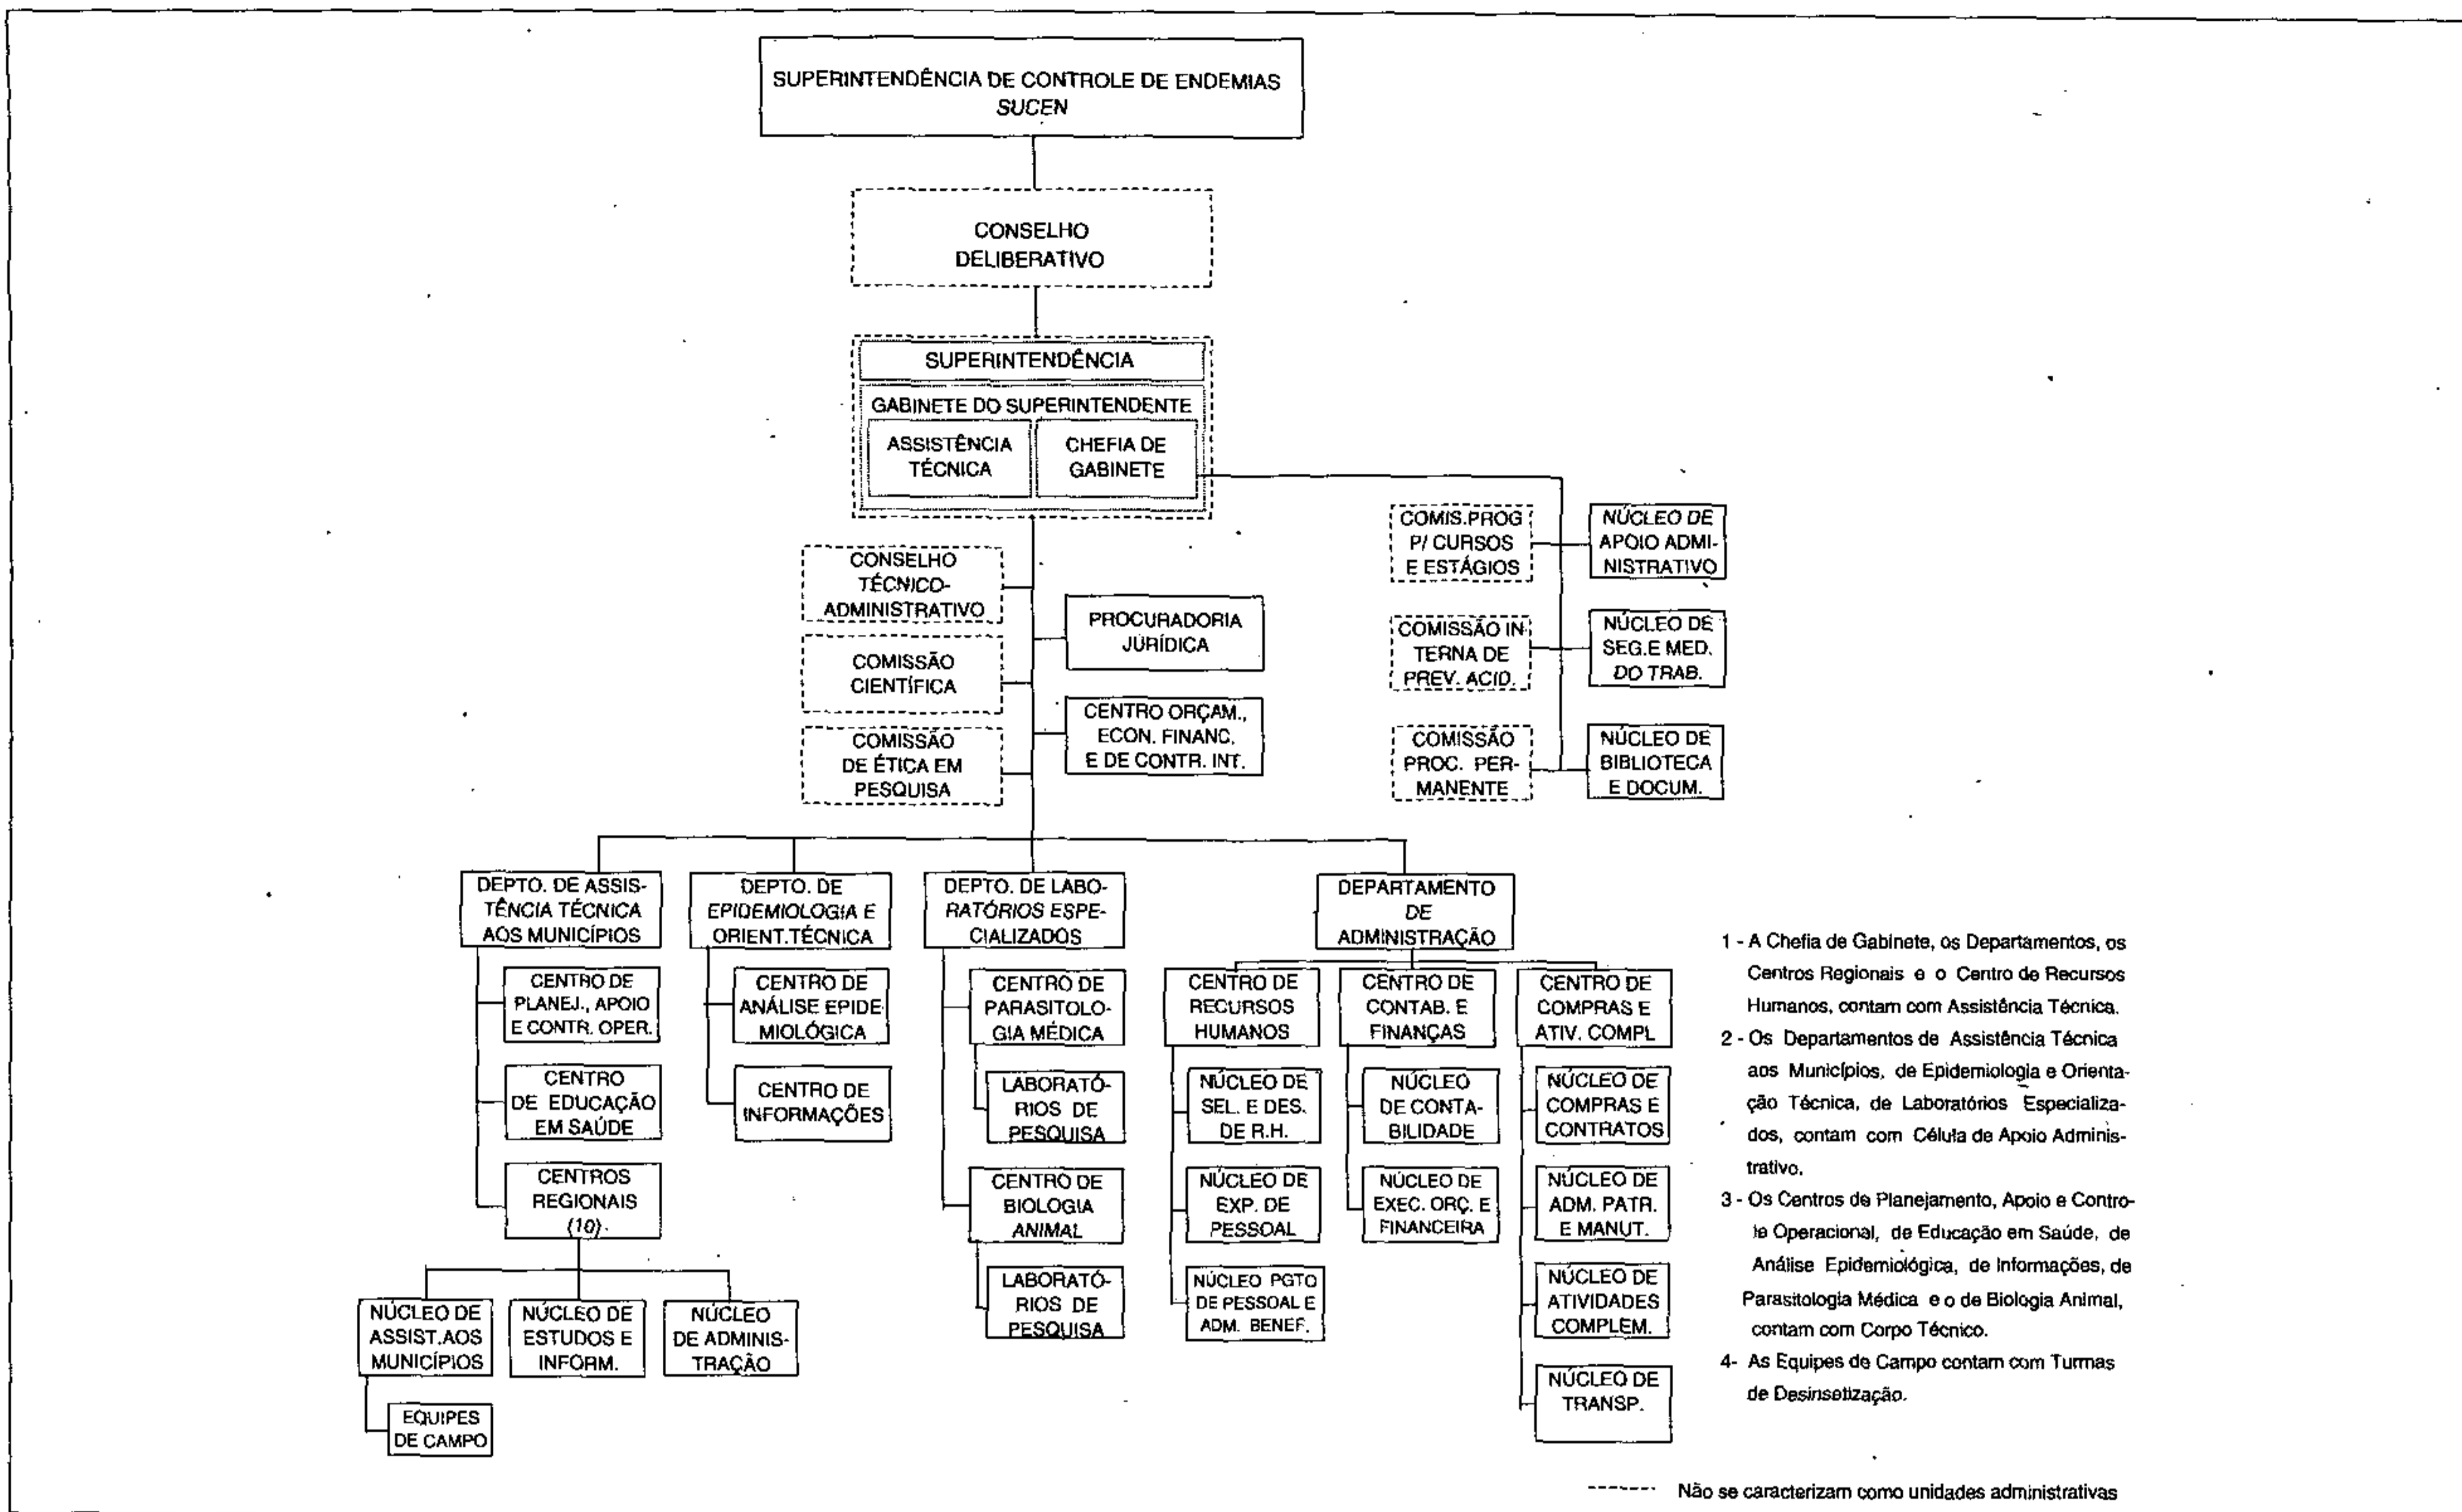 SUPERINTENDÊNCIA DE CONTROLE DE ENDEMIAS
SUCEN
CONSELHO
DELIBERATIVO
SUPERINTENDÊNCIA
GABINETE DO SUPERINTENDENTE
ASSISTÊNCIA
TÉCNICA
CHEFIA DE
GABINETE
COMIS.PROG
P/ CURSOS
E ESTÁGIOS
NÚCLEO DE
APOIO ADMI-
NISTRATIVO
COMISSÃO IN
TERNA DE
PREV. ACID.
NÚCLEO DE
SEG.E MED.
DO TRAB.
COMISSÃO
PROC. PER-
MANENTE
NÚCLEO DE
BIBLIOTECA
E DOCUM.
CONSELHO
TÉCNICO-
ADMINISTRATIVO
PROCURADORIA
JURÍDICA
COMISSÃO
CIENTÍFICA
CENTRO ORÇAM.,
ECON. FINANC.
E DE CONTR. INT.
COMISSÃO
DE ÉTICA EM
PESQUISA
DEPTO. DE ASSIS-
TÊNCIA TÉCNICA
AOS MUNICÍPIOS
CENTRO DE
PLANEJ., APOIO
E CONTR. OPER.
CENTRO
DE EDUCAÇÃO
EM SAÚDE
CENTROS
REGIONAIS
(10)
NÚCLEO DE
ASSIST.AOS
MUNICÍPIOS
EQUIPES
DE CAMPO
NÚCLEO DE
ESTUDOS E
INFORM.
NÚCLEO
DE ADMINIS-
TRAÇÃO
DEPTO. DE
EPIDEMIOLOGIA E
ORIENT.TÉCNICA
CENTRO DE
ANÁLISE EPIDE
MIOLÓGICA
CENTRO DE
INFORMAÇÕES
DEPTO. DE LABO-
RATÓRIOS ESPE-
CIALIZADOS
CENTRO DE
PARASITOLO-
GIA MÉDICA
LABORATÓ-
RIOS DE
PESQUISA
CENTRO DE
BIOLOGIA
ANIMAL
LABORATÓ-
RIOS DE
PESQUISA
DEPARTAMENTO
DE
ADMINISTRAÇÃO
CENTRO DE
RECURSOS
HUMANOS
NÚCLEO DE
SEL. E DES.
DE R.H.
NÚCLEO DE
EXP. DE
PESSOAL
NÚCLEO PGTO
DE PESSOAL E
ADM. BENEF.
CENTRO DE
CONTAB. E
FINANÇAS
NÚCLEO
DE CONTA-
BILIDADE
NÚCLEO DE
EXEC. ORÇ. E
FINANCEIRA
CENTRO DE
COMPRAS E
ATIV. COMPL
NÚCLEO DE
COMPRAS E
CONTRATOS
NÚCLEO DE
ADM. PATR.
E MANUT.
NÚCLEO DE
ATIVIDADES
COMPLEM.
NÚCLEO DE
TRANSP.
1 - A Chefia de Gabinete, os Departamentos, os
Centros Regionais e o Centro de Recursos
Humanos, contam com Assistência Técnica.
2 - Os Departamentos de Assistência Técnica
aos Municípios, de Epidemiologia e Orienta-
ção Técnica, de Laboratórios Especializa-
dos, contam com Célula de Apoio Adminis-
trativo.
3 - Os Centros de Planejamento, Apoio e Contro-
le Operacional, de Educação em Saúde, de
Análise Epidemiológica, de Informações, de
Parasitologia Médica e o de Biologia Animal,
contam com Corpo Técnico.
4- As Equipes de Campo contam com Turmas
de Desinsetização.
------- Não se caracterizam como unidades administrativas